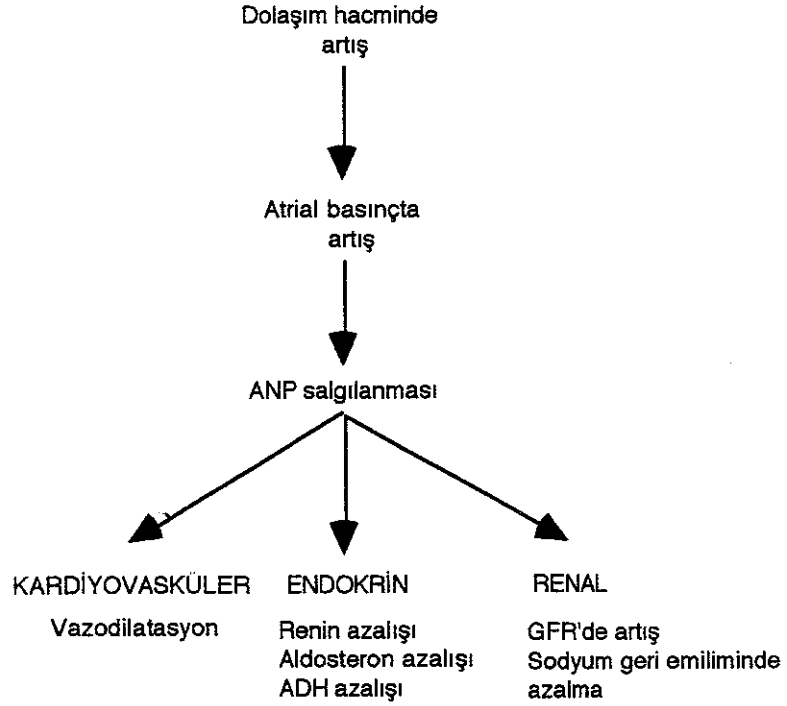 Dolaşım hacminde
artış
Atrial basınçta
artış
ANP salgılanması
KARDİYOVASKÜLER
Vazodilatasyon
ENDOKRİN
Renin azalışı
Aldosteron azalışı
ADH azalışı
RENAL
GFR'de artış
Sodyum geri emiliminde
azalma